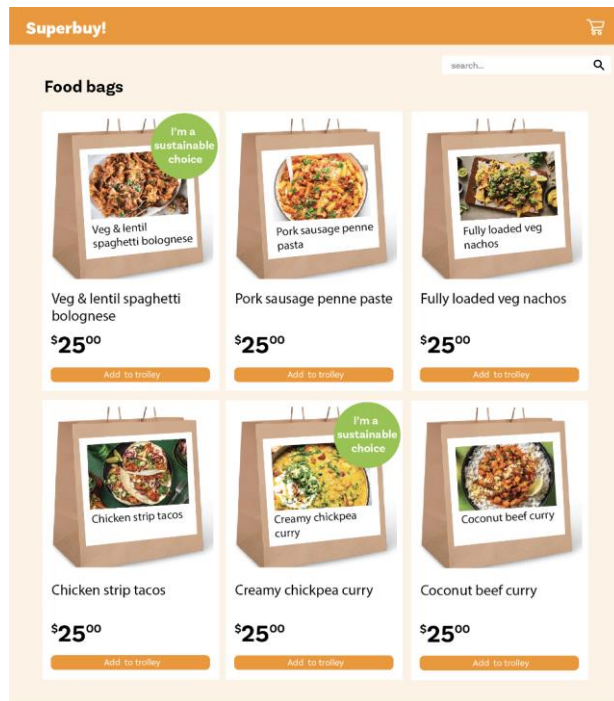 Superbuy!
search...
Food bags
I'm a
sustainable
choice
Veg & lentil
spaghetti bolognese
Pork sausage penne
pasta
Fully loaded veg
nachos
Veg & lentil spaghetti
bolognese
Pork sausage penne paste
Fully loaded veg nachos
$2500
$2500
$2500
Add to trolley
Add to trolley
Add to trolley
I'm a
sustainable
choice
Chicken strip tacos
Creamy chickpea
curry
Coconut beef curry
Chicken strip tacos
Creamy chickpea curry
Coconut beef curry
$2500
$2500
$2500
Add to trolley
Add to trolley
Add to trolley